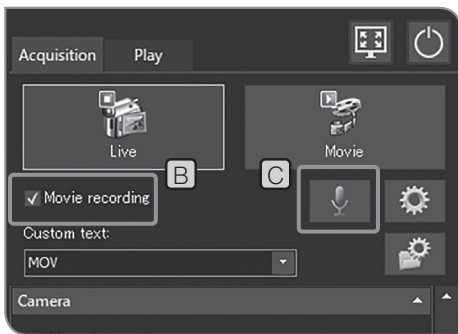 Acquisition Play
Live
Movie
B
C
Movie recording
Custom text:
MOV
Camera